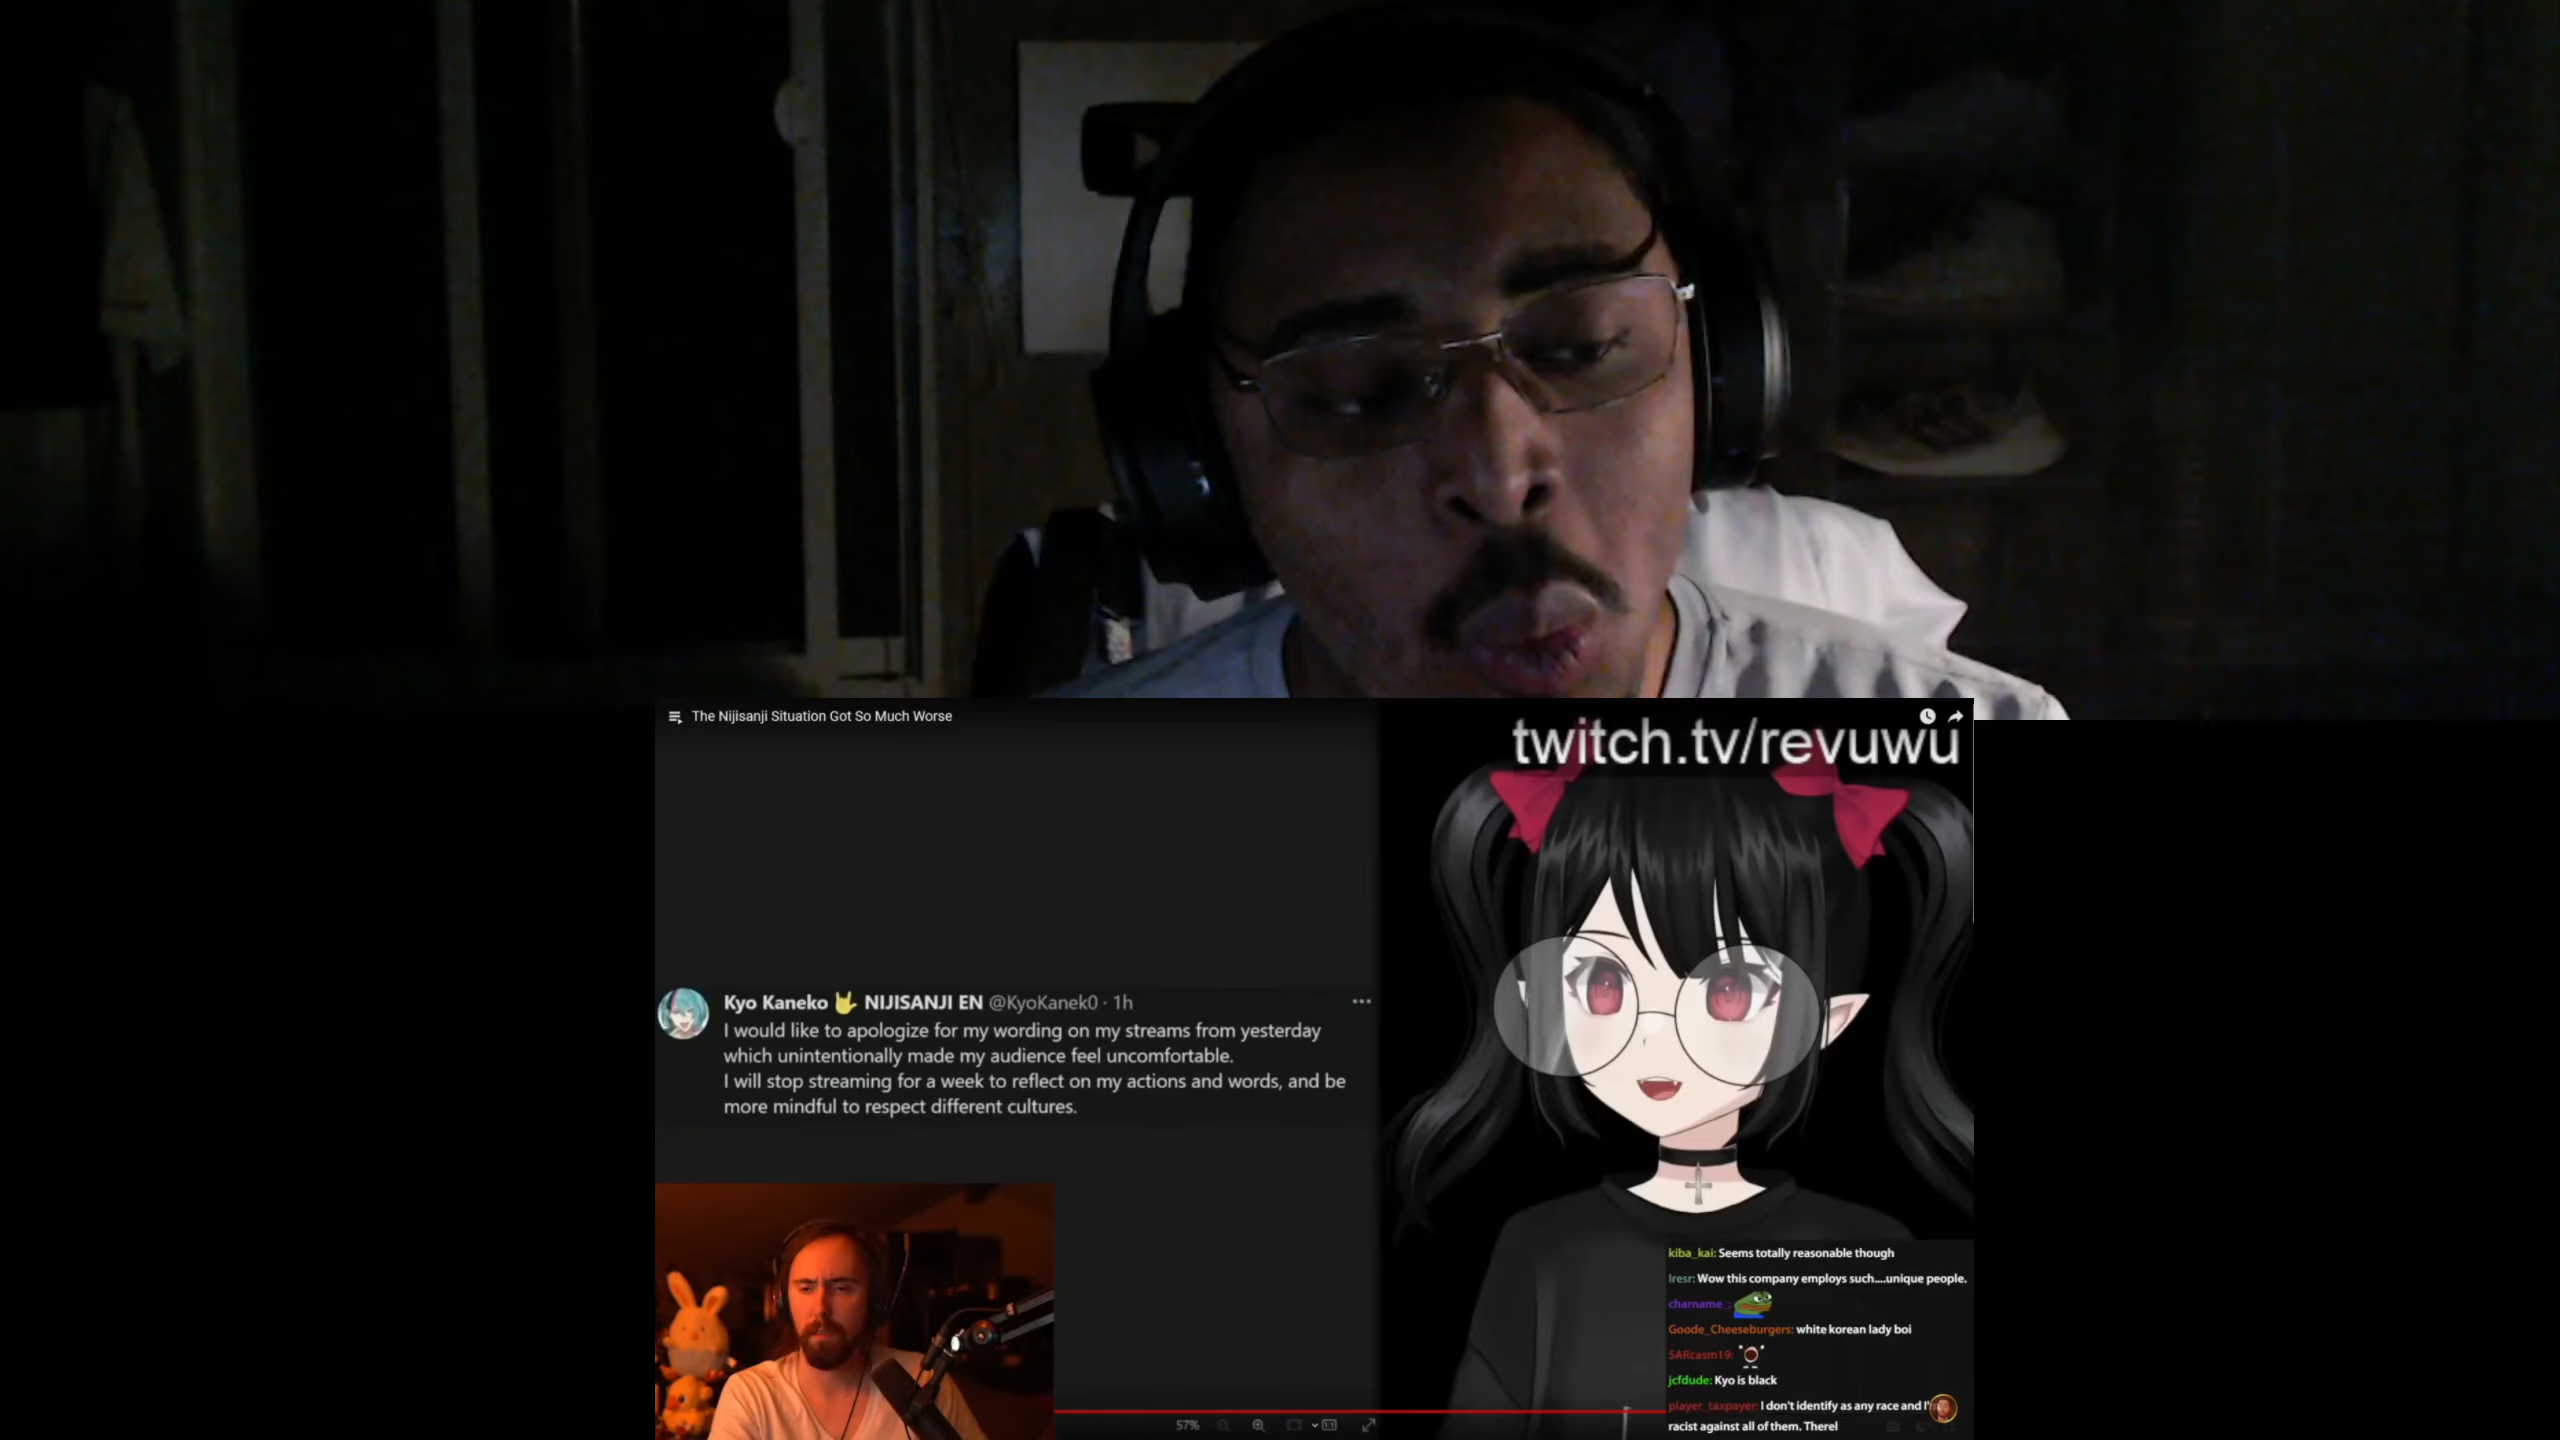 The Nijisanji Situation Got So Much Worse
twitch.tv/revuwu
Kyo Kaneko NIJISANJI EN @KyoKanek0 · 1h
I would like to apologize for my wording on my streams from yesterday
which unintentionally made my audience feel uncomfortable.
I will stop streaming for a week to reflect on my actions and words, and be
more mindful to respect different cultures.
kiba_kai: Seems totally reasonable though
lresr: Wow this company employs such....unique people.
charname_:
Goode_Cheeseburgers: white korean lady boi
SARcasm19:
jcfdude: Kyo is black
player_taxpayer: I don't identify as any race and
racist against all of them. Therel
57%